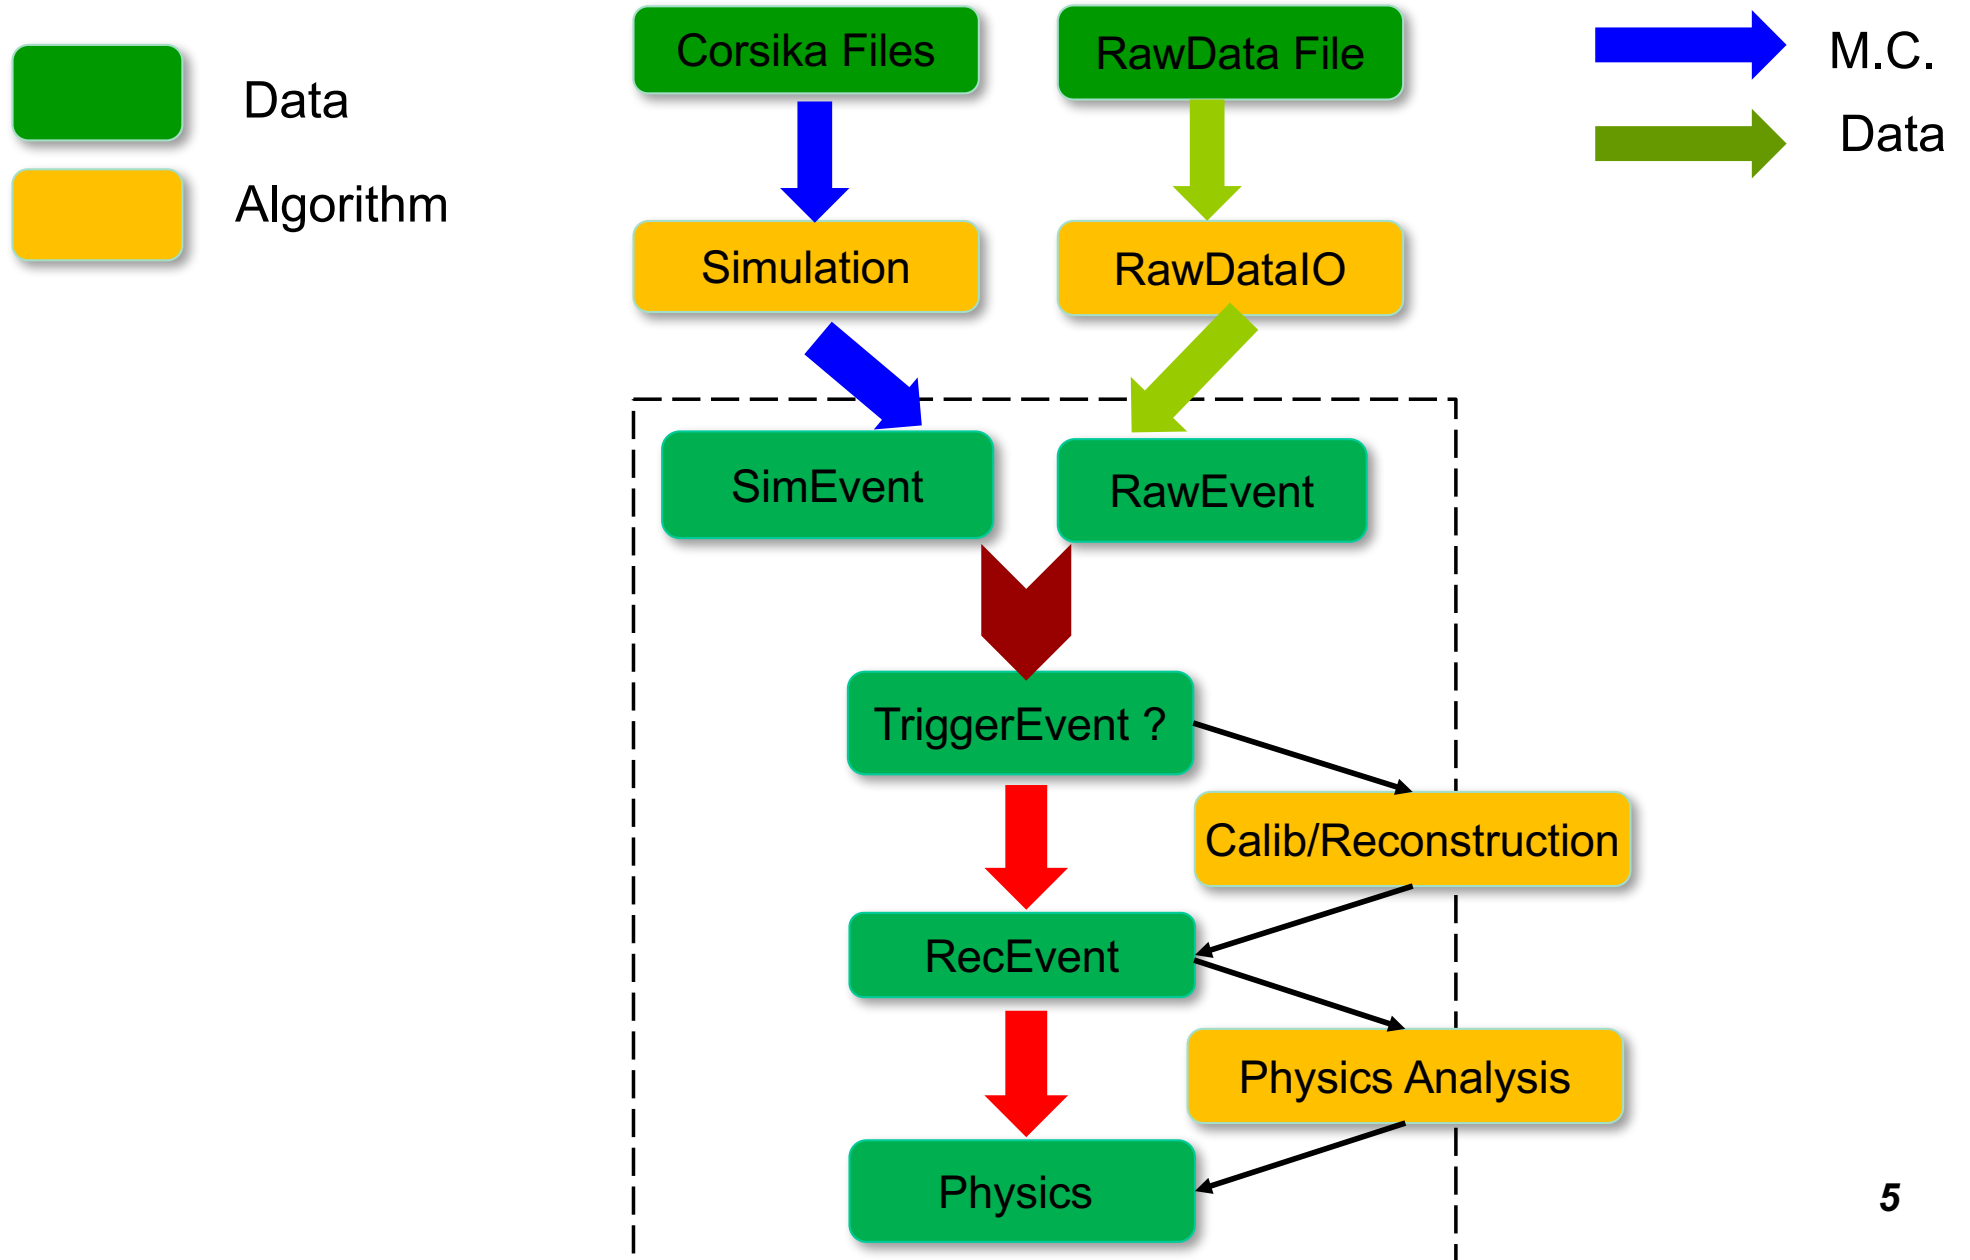 Corsika Files
RawData File
M.C.
Data
Data
Algorithm
Simulation
RawDataIO
SimEvent
RawEvent
TriggerEvent ?
Calib/Reconstruction
RecEvent
Physics Analysis
Physics
5